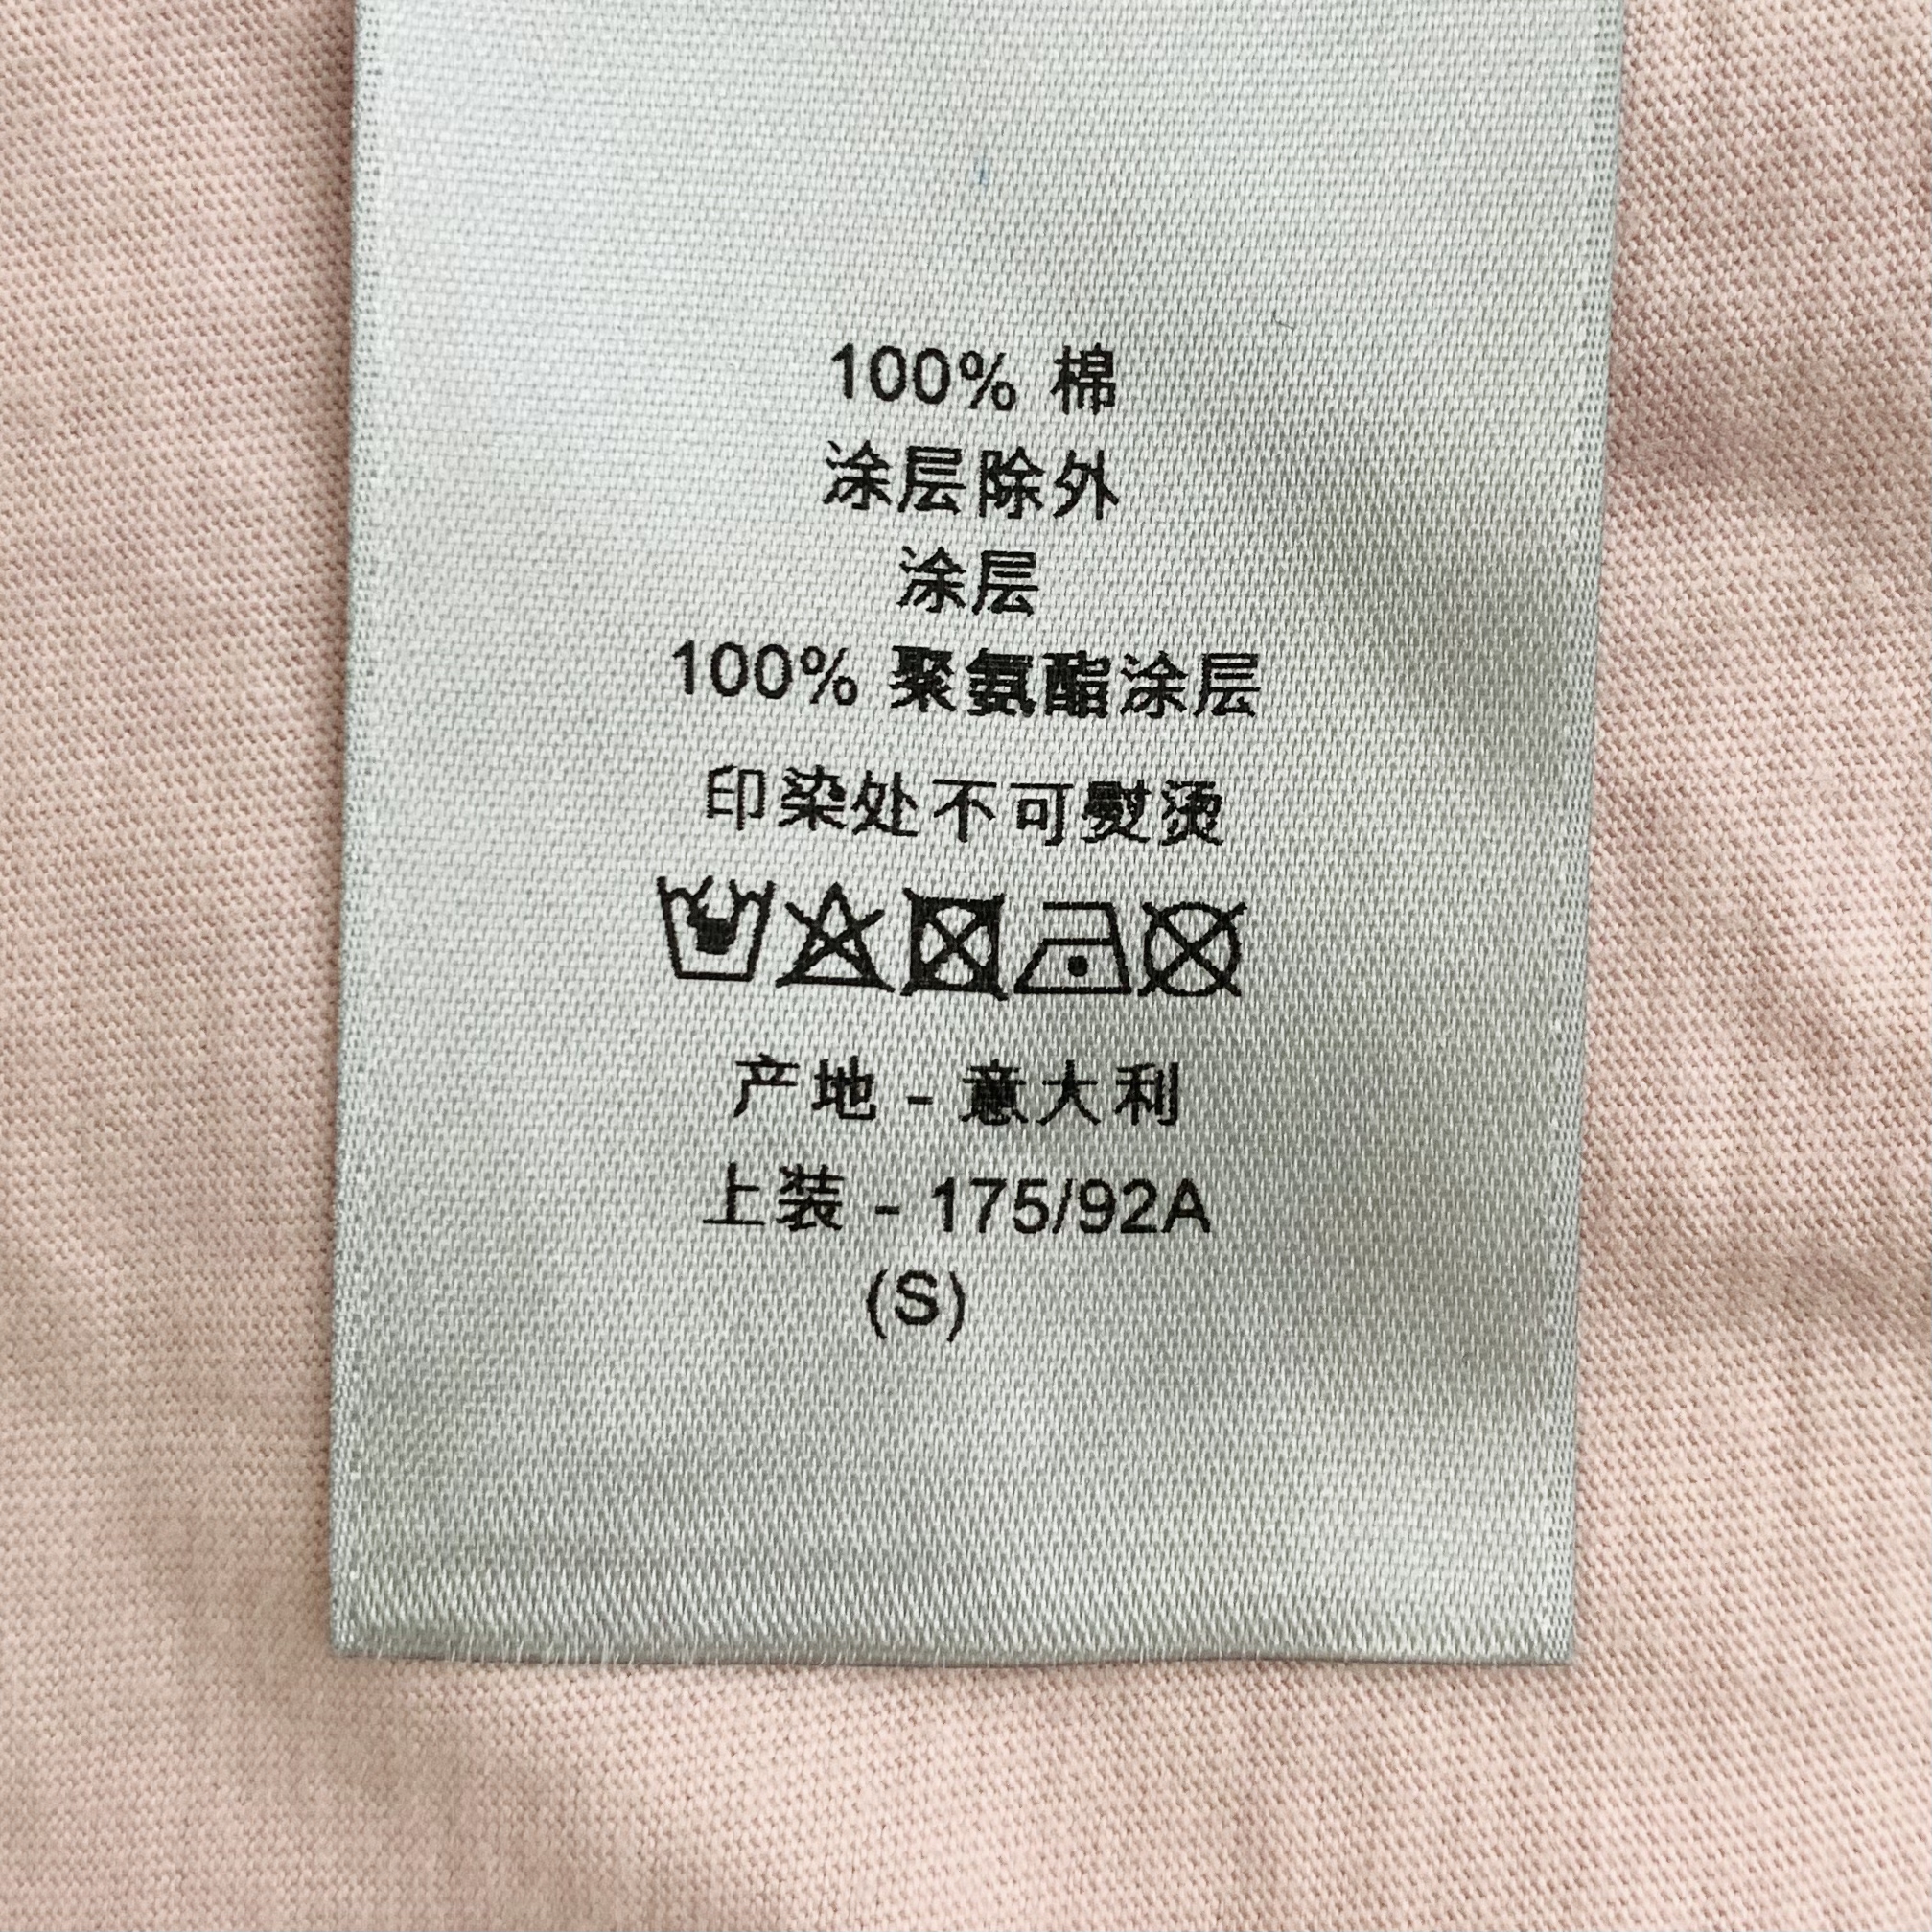 100% 棉
涂层除外
涂层
100% 聚氨酯涂层
印染处不可熨烫
产地 - 意大利
上装 - 175/92A
(S)